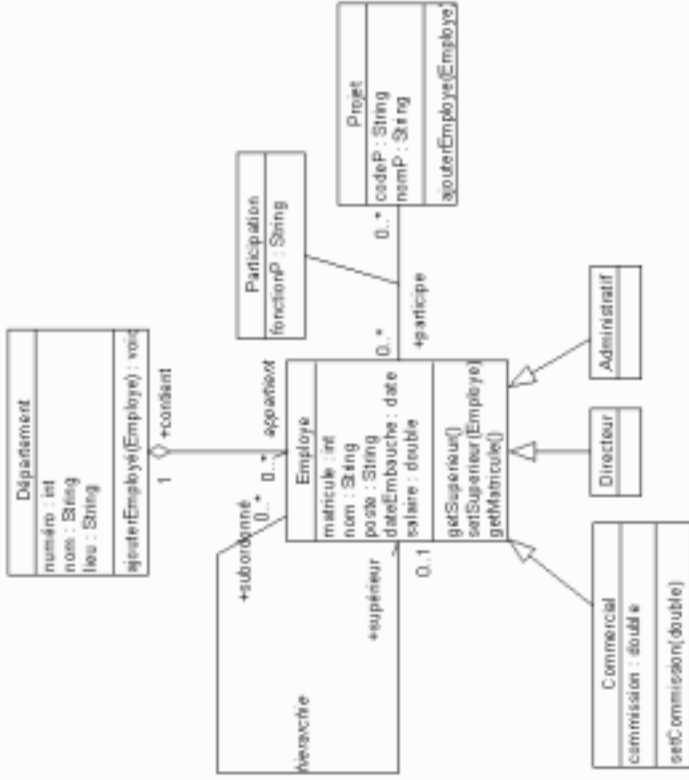 Département
numéro : int
nom : String
lieu : String
ajouterEmployé(Employe) : void
1
+contient
+subordonné
0..*
0..*
appartient
hierarchie
Employe
matricule : int
nom : String
poste : String
dateEmbauche : date
salaire : double
getSuperieur()
setSuperieur(Employe)
getMatricule()
+supérieur
0..1
Participation
fonctionP : String
0..*
0..*
+participe
Projet
codeP : String
nomP : String
ajouterEmploye(Employe)
Commercial
commission : double
setCommission(double)
Directeur
Administratif